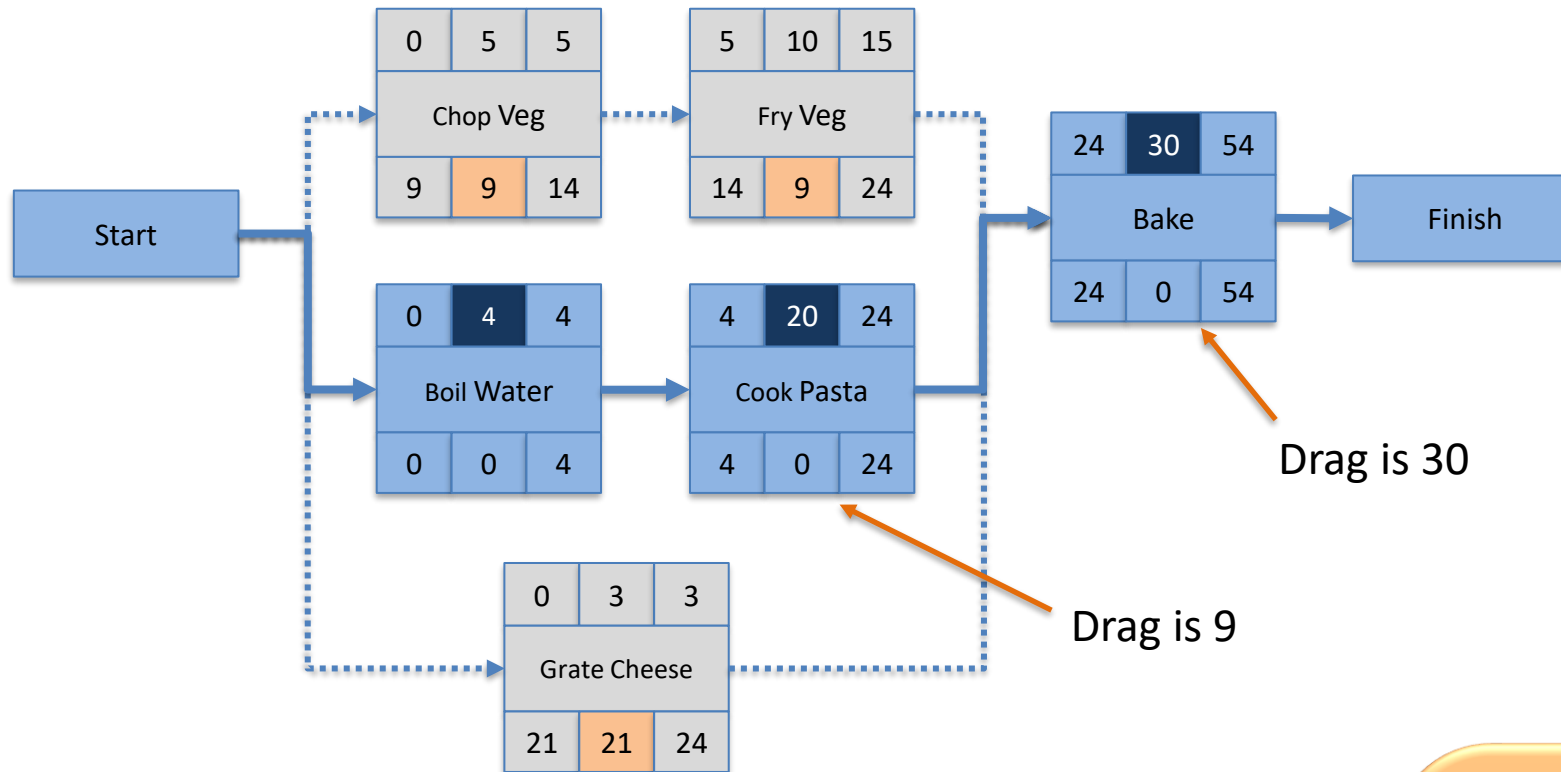 0 5 5
Chop Veg
9 9 14
5 10 15
Fry Veg
14 9 24
24 30 54
Bake
24 0 54
Start
Finish
0 4 4
Boil Water
0 0 4
4 20 24
Cook Pasta
4 0 24
Drag is 30
Drag is 9
0 3 3
Grate Cheese
21 21 24